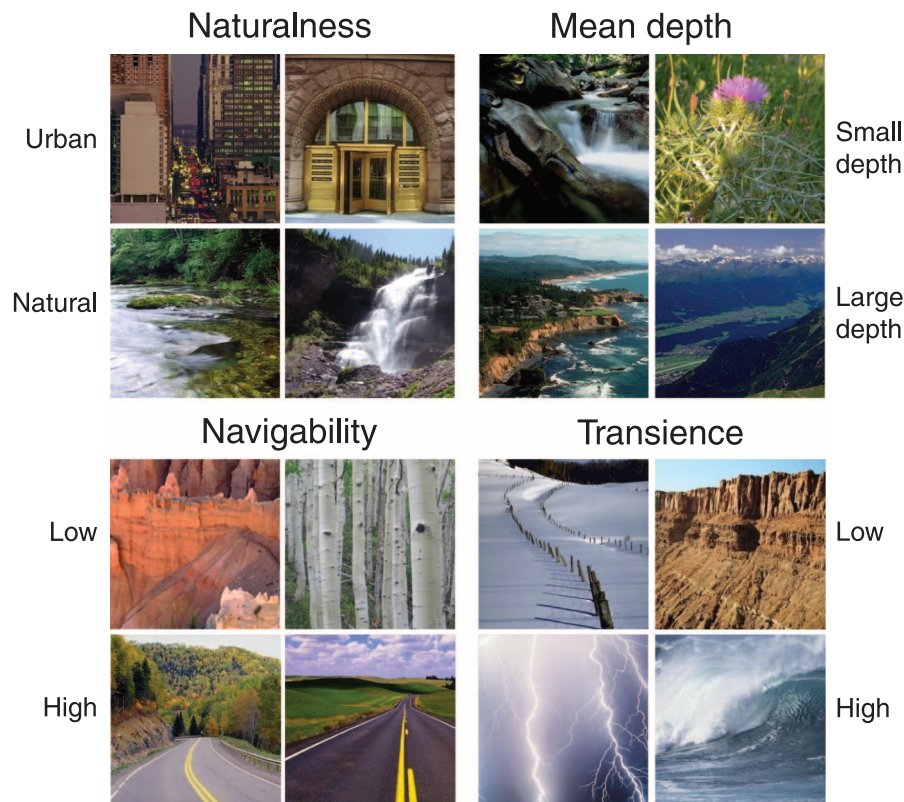 Naturalness
Mean depth
Urban
Small
depth
Natural
Large
depth
Navigability
Transience
Low
Low
High
High